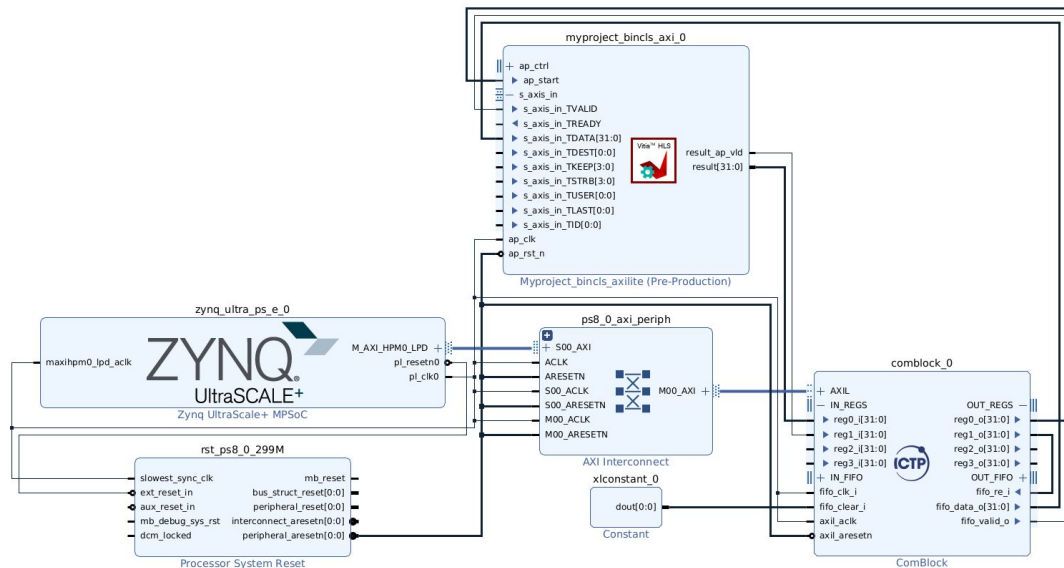 myproject_bincls_axi_0
ap_ctrl
ap_start
s_axis_in
s_axis_in_TVALID
s_axis_in_TREADY
s_axis_in_TDATA[31:0]
s_axis_in_TDEST[0:0]
s_axis_in_TKEEP[3:0]
s_axis_in_TSTRB[3:0]
s_axis_in_TUSER[0:0]
s_axis_in_TLAST[0:0]
s_axis_in_TID[0:0]
ap_clk
ap_rst_n
Vitis™ HLS
result_ap_vld
result[31:0]
Myproject_bincls_axilite (Pre-Production)
zynq_ultra_ps_e_0
maxihpm0_lpd_aclk
ZYNQ®
UltraSCALE+
M_AXI_HPM0_LPD
pl_resetn0
pl_clk0
Zynq UltraScale+ MPSoC
ps8_0_axi_periph
S00_AXI
ACLK
ARESETN
S00_ACLK
S00_ARESETN
M00_ACLK
M00_ARESETN
M00_AXI
AXI Interconnect
comblock_0
AXIL
IN_REGS
reg0_i[31:0]
reg1_i[31:0]
reg2_i[31:0]
reg3_i[31:0]
IN_FIFO
fifo_clk_i
fifo_clear_i
axil_aclk
axil_aresetn
ICTP
OUT_REGS
reg0_o[31:0]
reg1_o[31:0]
reg2_o[31:0]
reg3_o[31:0]
OUT_FIFO
fifo_re_i
fifo_data_o[31:0]
fifo_valid_o
ComBlock
rst_ps8_0_299M
slowest_sync_clk
ext_reset_in
aux_reset_in
mb_debug_sys_rst
dcm_locked
mb_reset
bus_struct_reset[0:0]
peripheral_reset[0:0]
interconnect_aresetn[0:0]
peripheral_aresetn[0:0]
Processor System Reset
xlconstant_0
dout[0:0]
Constant